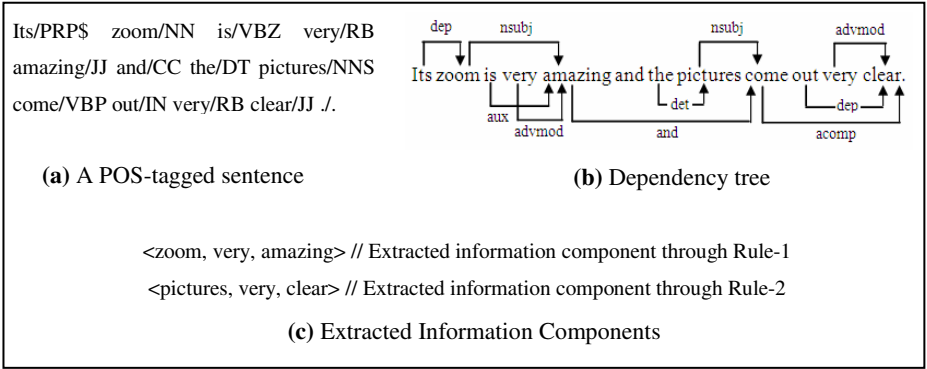 Its/PRP$ zoom/NN is/VBZ very/RB
amazing/JJ and/CC the/DT pictures/NNS
come/VBP out/IN very/RB clear/JJ ./.
(a) A POS-tagged sentence
dep nsubj nsubj advmod
Its zoom is very amazing and the pictures come out very clear.
aux advmod and det acomp dep
(b) Dependency tree
<zoom, very, amazing> // Extracted information component through Rule-1
<pictures, very, clear> // Extracted information component through Rule-2
(c) Extracted Information Components